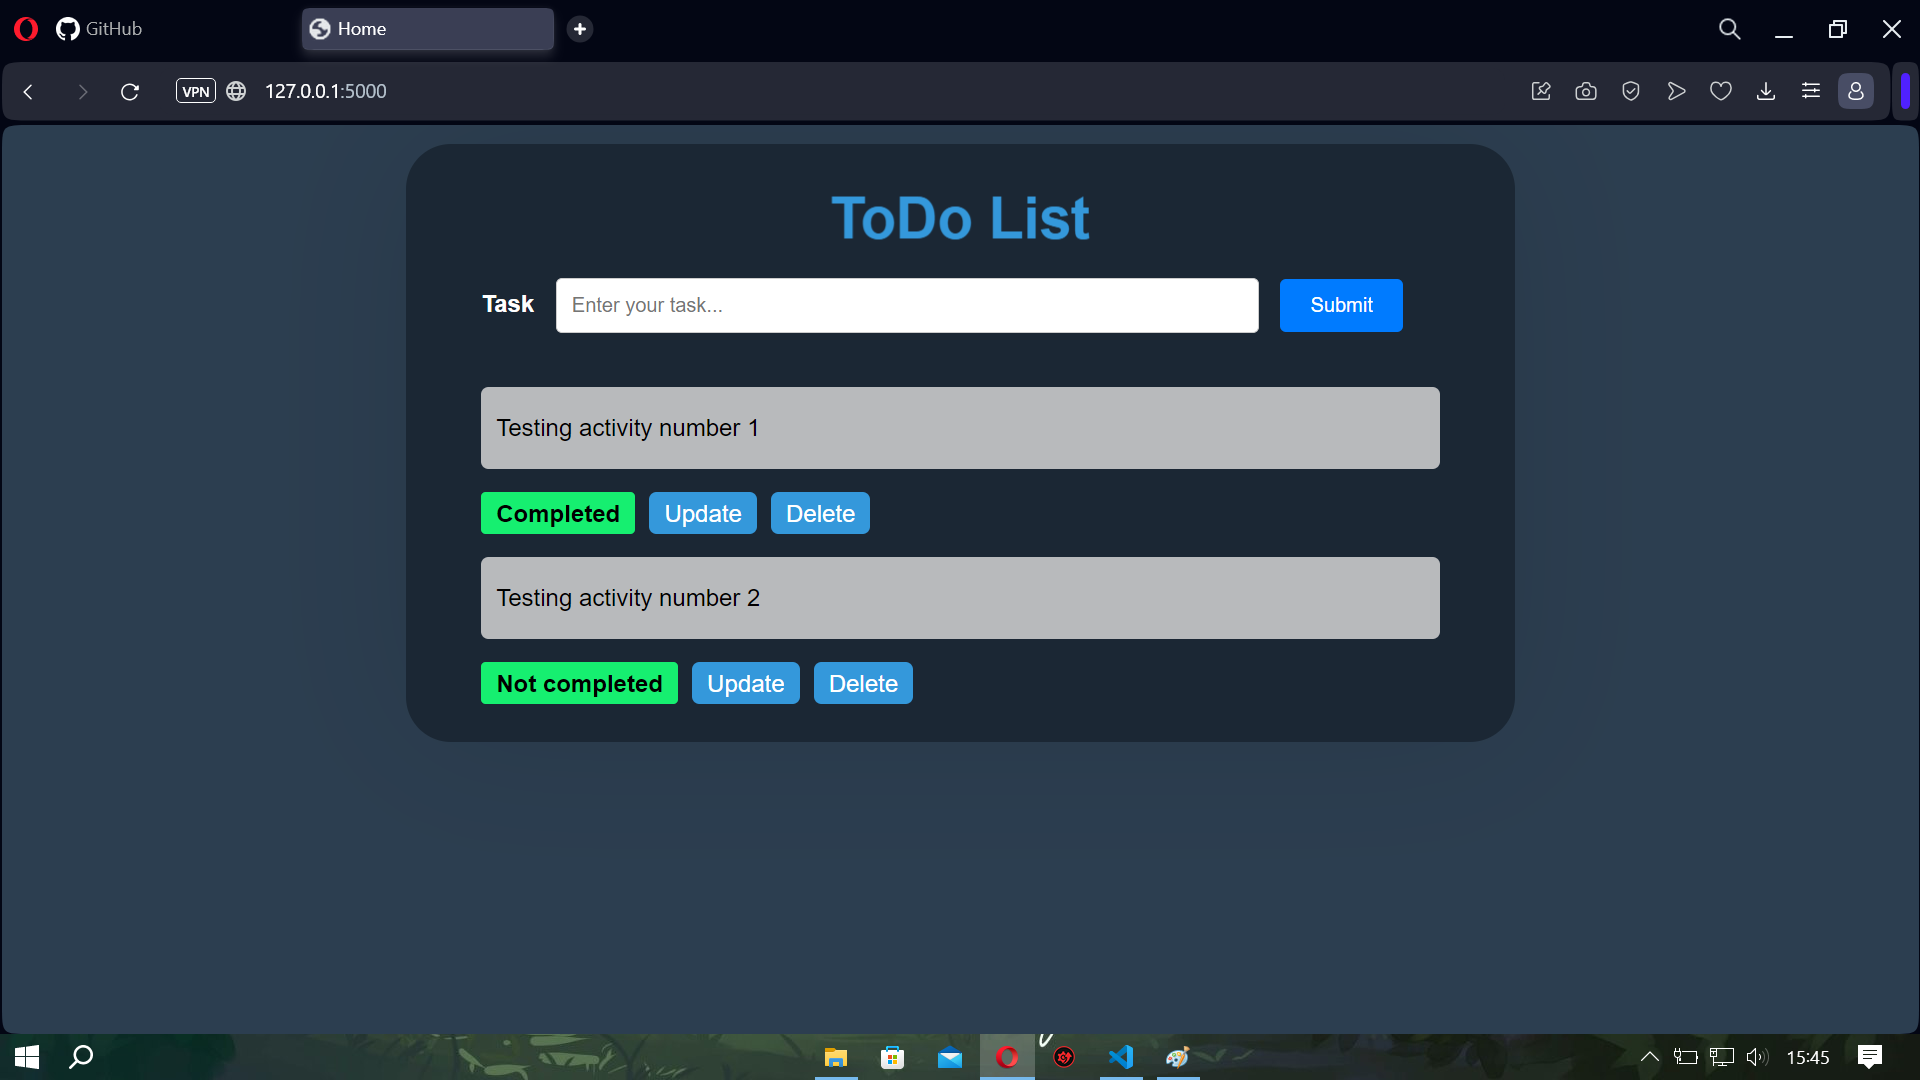 GitHub
Home
VPN
127.0.0.1:5000
ToDo List
Task
Enter your task...
Submit
Testing activity number 1
Completed
Update
Delete
Testing activity number 2
Not completed
Update
Delete
15:45